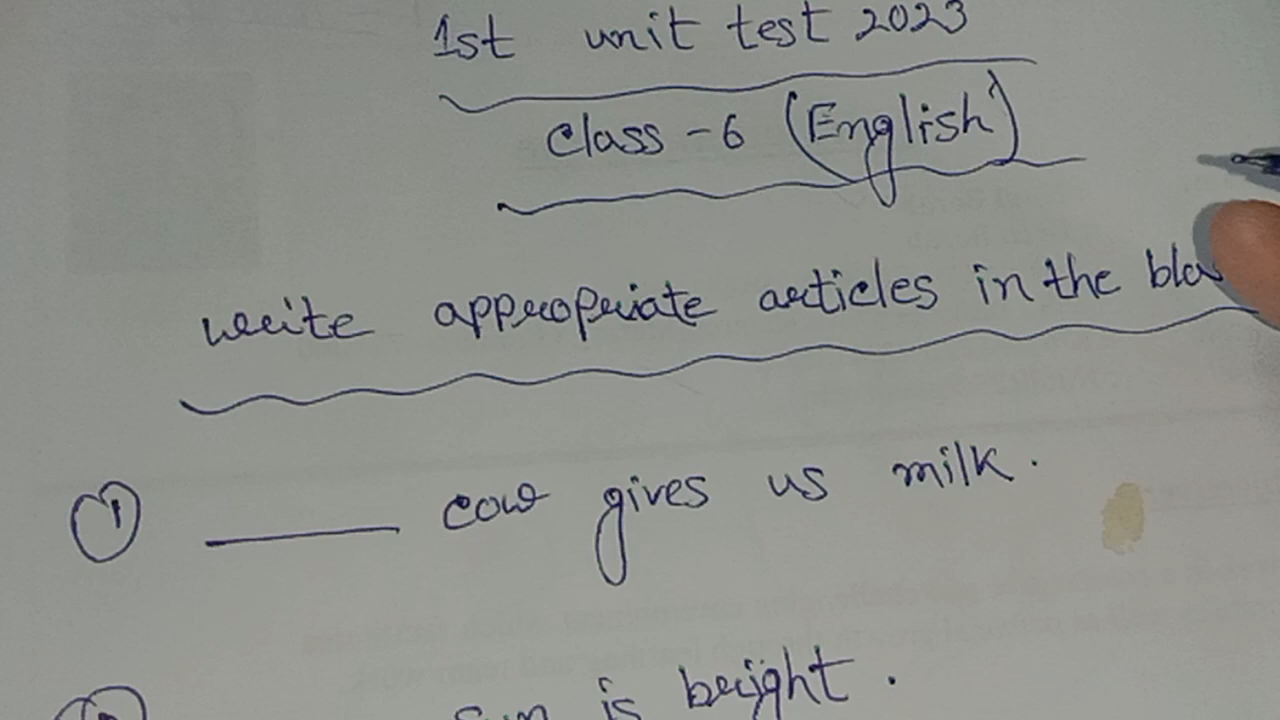 1st unit test 2023
Class - 6 (English)
write appropriate articles in the
① ______ cow gives us milk.
sun is bright.